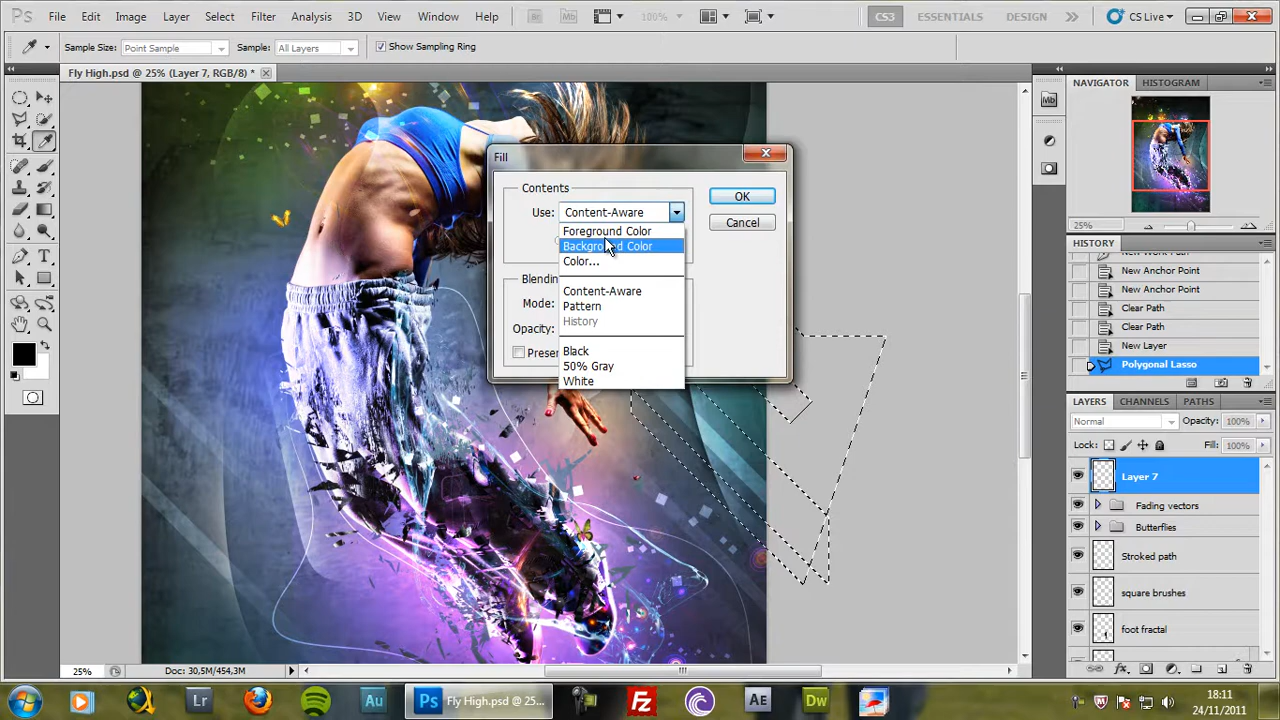 Ps File Edit Image Layer Select Filter Analysis 3D View Window Help Br Mb 100% CS3 ESSENTIALS DESIGN CS Live
Sample Size: Point Sample Sample: All Layers Show Sampling Ring
Fly High.psd @ 25% (Layer 7, RGB/8) *
NAVIGATOR HISTOGRAM
Mb
25%
Fill
Contents
Use: Content-Aware
OK
Cancel
Foreground Color
Background Color
Color...
Content-Aware
Pattern
History
Black
50% Gray
White
Blending
Mode:
Opacity:
Preser
HISTORY
New Anchor Point
New Anchor Point
Clear Path
Clear Path
New Layer
Polygonal Lasso
LAYERS CHANNELS PATHS
Normal Opacity: 100%
Lock: Fill: 100%
Layer 7
Fading vectors
Butterflies
Stroked path
square brushes
foot fractal
25% Doc: 30,5M/454,3M
Lr Au Ps Fly High.psd @ 25... AE Dw
18:11
24/11/2011